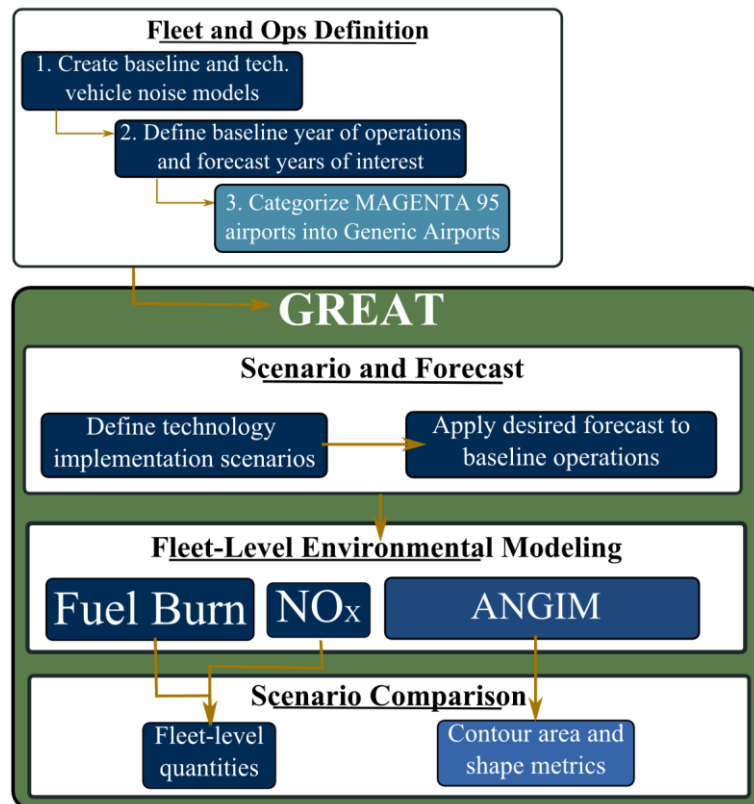 Fleet and Ops Definition
1. Create baseline and tech.
vehicle noise models
2. Define baseline year of operations
and forecast years of interest
3. Categorize MAGENTA 95
airports into Generic Airports
GREAT
Scenario and Forecast
Define technology
implementation scenarios
Apply desired forecast to
baseline operations
Fleet-Level Environmental Modeling
Fuel Burn
NOx
ANGIM
Scenario Comparison
Fleet-level
quantities
Contour area and
shape metrics